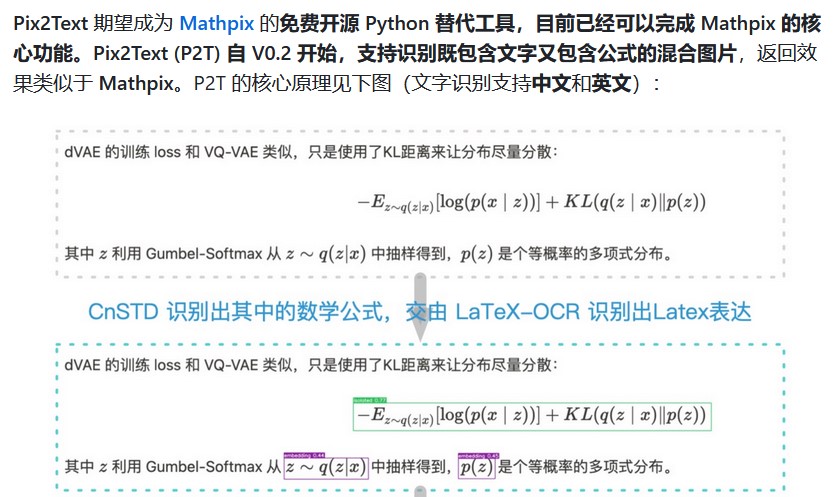 Pix2Text 期望成为 Mathpix 的免费开源 Python 替代工具，目前已经可以完成 Mathpix 的核
心功能。Pix2Text (P2T) 自 V0.2 开始，支持识别既包含文字又包含公式的混合图片，返回效
果类似于 Mathpix。P2T 的核心原理见下图（文字识别支持中文和英文）：
dVAE 的训练 loss 和 VQ-VAE 类似，只是使用了KL距离来让分布尽量分散：
−E_{z∼q(z|x)}[log(p(x | z))] + KL(q(z | x)‖p(z))
其中 z 利用 Gumbel-Softmax 从 z ∼ q(z|x) 中抽样得到，p(z) 是个等概率的多项式分布。
CnSTD 识别出其中的数学公式，交由 LaTeX-OCR 识别出Latex表达
dVAE 的训练 loss 和 VQ-VAE 类似，只是使用了KL距离来让分布尽量分散：
isolated 0.77
−E_{z∼q(z|x)}[log(p(x | z))] + KL(q(z | x)‖p(z))
embedding 0.44 embedding 0.45
其中 z 利用 Gumbel-Softmax 从 z ∼ q(z|x) 中抽样得到，p(z) 是个等概率的多项式分布。